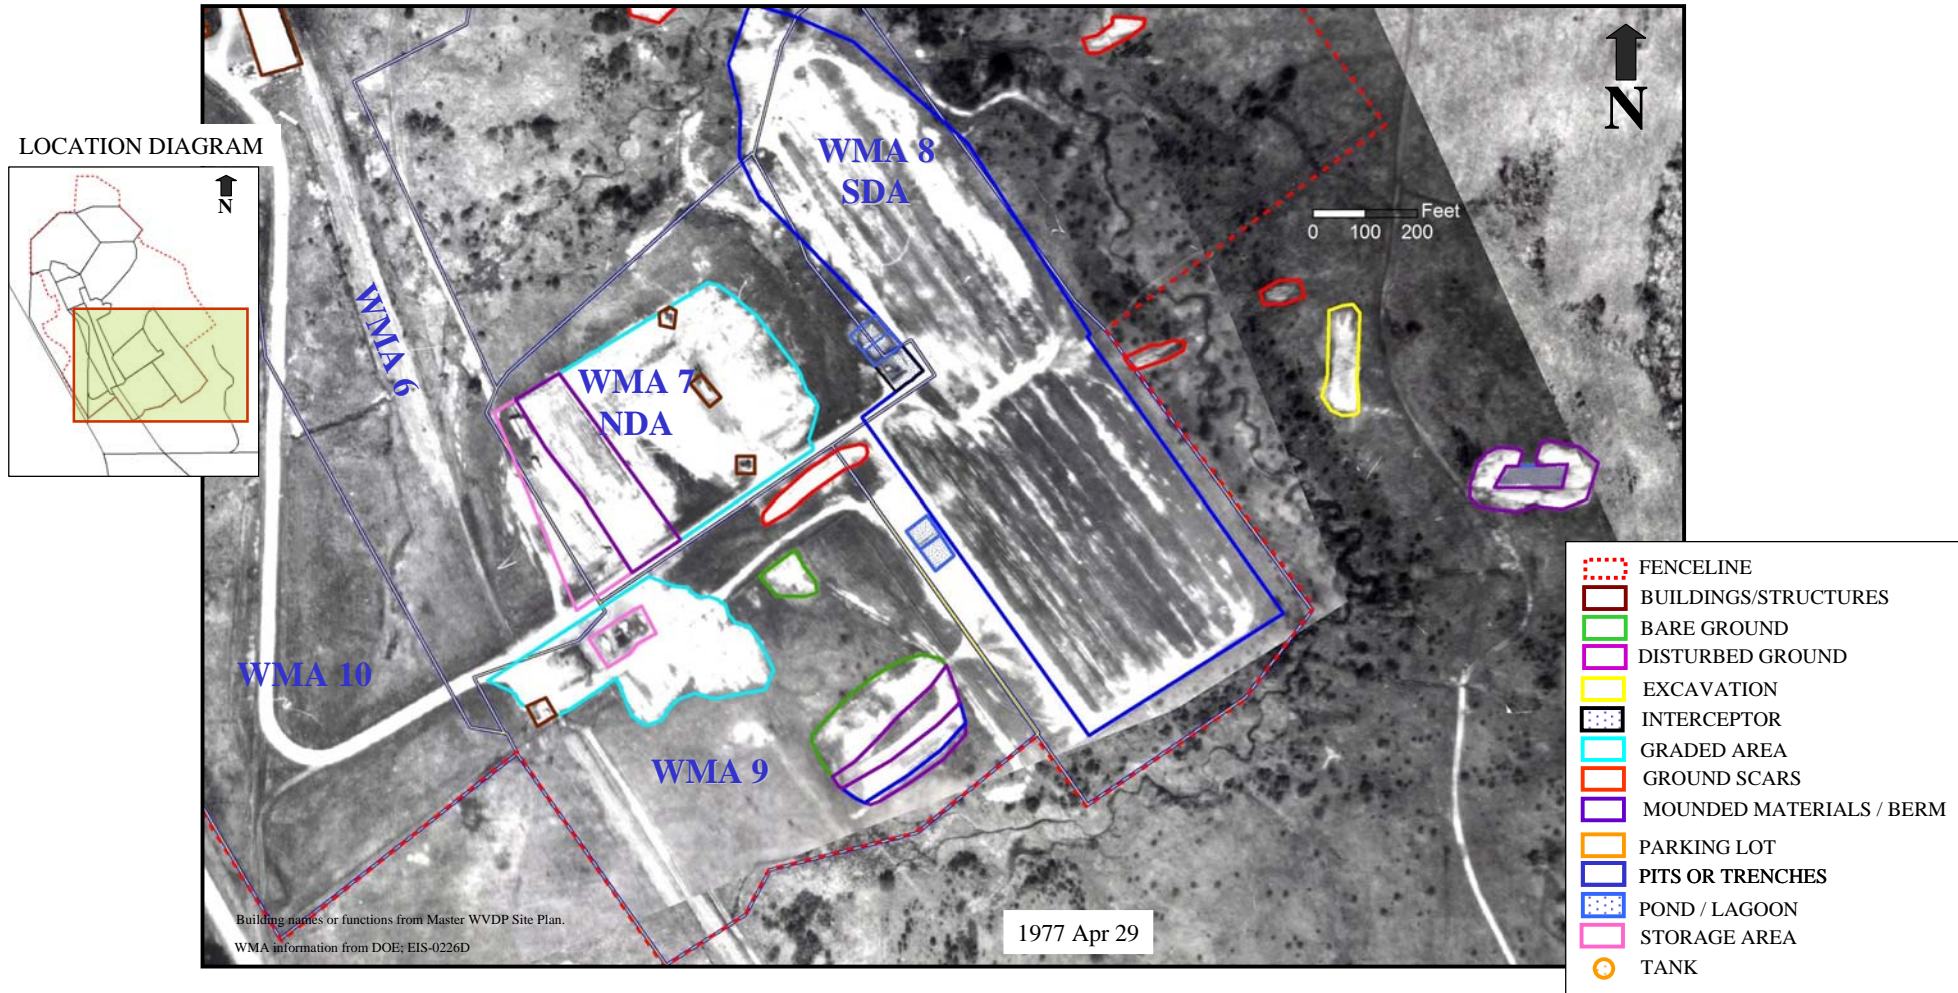 LOCATION DIAGRAM
N
N
WMA 8
SDA
Feet
0 100 200
WMA 6
WMA 7
NDA
WMA 10
WMA 9
Building names or functions from Master WVDP Site Plan.
WMA information from DOE; EIS-0226D
1977 Apr 29
FENCELINE
BUILDINGS/STRUCTURES
BARE GROUND
DISTURBED GROUND
EXCAVATION
INTERCEPTOR
GRADED AREA
GROUND SCARS
MOUNDED MATERIALS / BERM
PARKING LOT
PITS OR TRENCHES
POND / LAGOON
STORAGE AREA
TANK